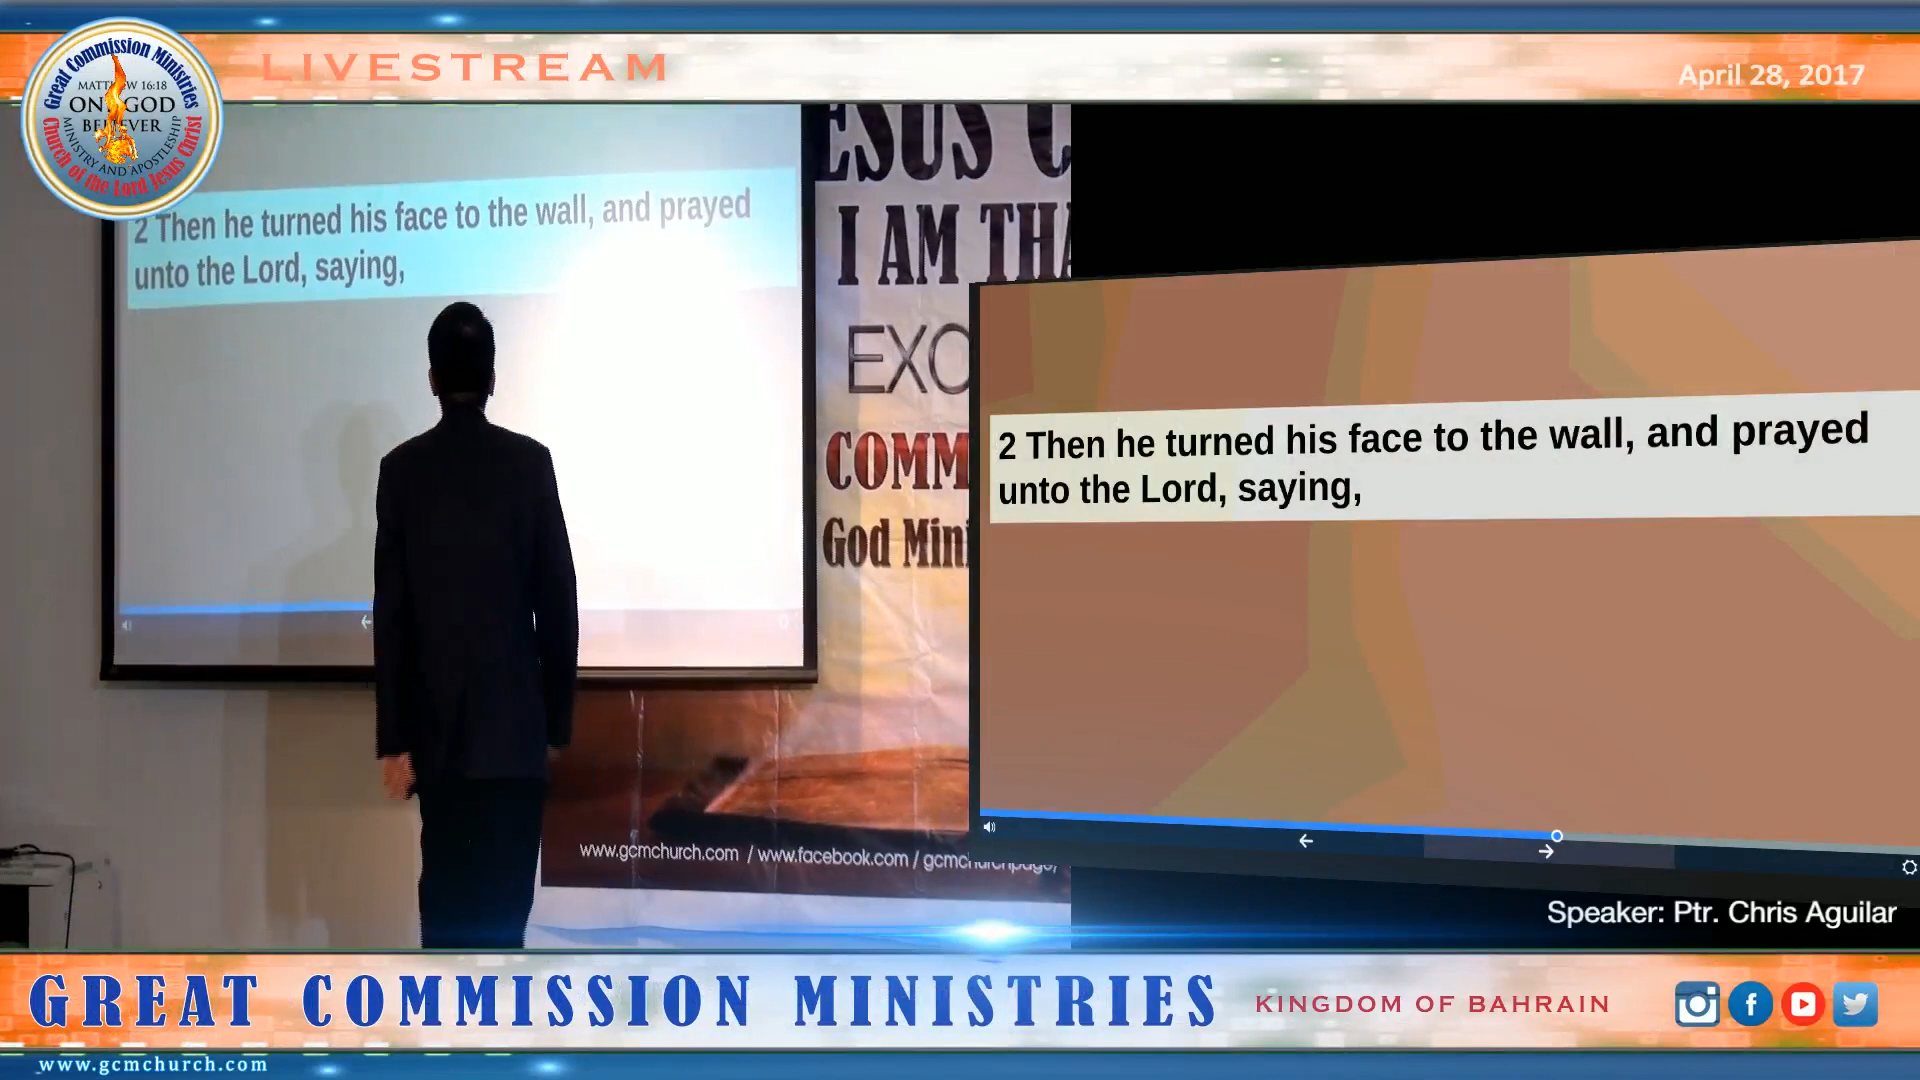 LIVESTREAM
April 28, 2017
Great Commission Ministries
MATTHEW 16:18
ONE GOD
BELIEVER
MINISTRY AND APOSTLESHIP
Church of the Lord Jesus Christ
2 Then he turned his face to the wall, and prayed
unto the Lord, saying,
ESUS C
I AM THA
EXO
COMM
God Mini
www.gcmchurch.com / www.facebook.com / gcmchurchpage/
2 Then he turned his face to the wall, and prayed
unto the Lord, saying,
Speaker: Ptr. Chris Aguilar
GREAT COMMISSION MINISTRIES
KINGDOM OF BAHRAIN
www.gcmchurch.com